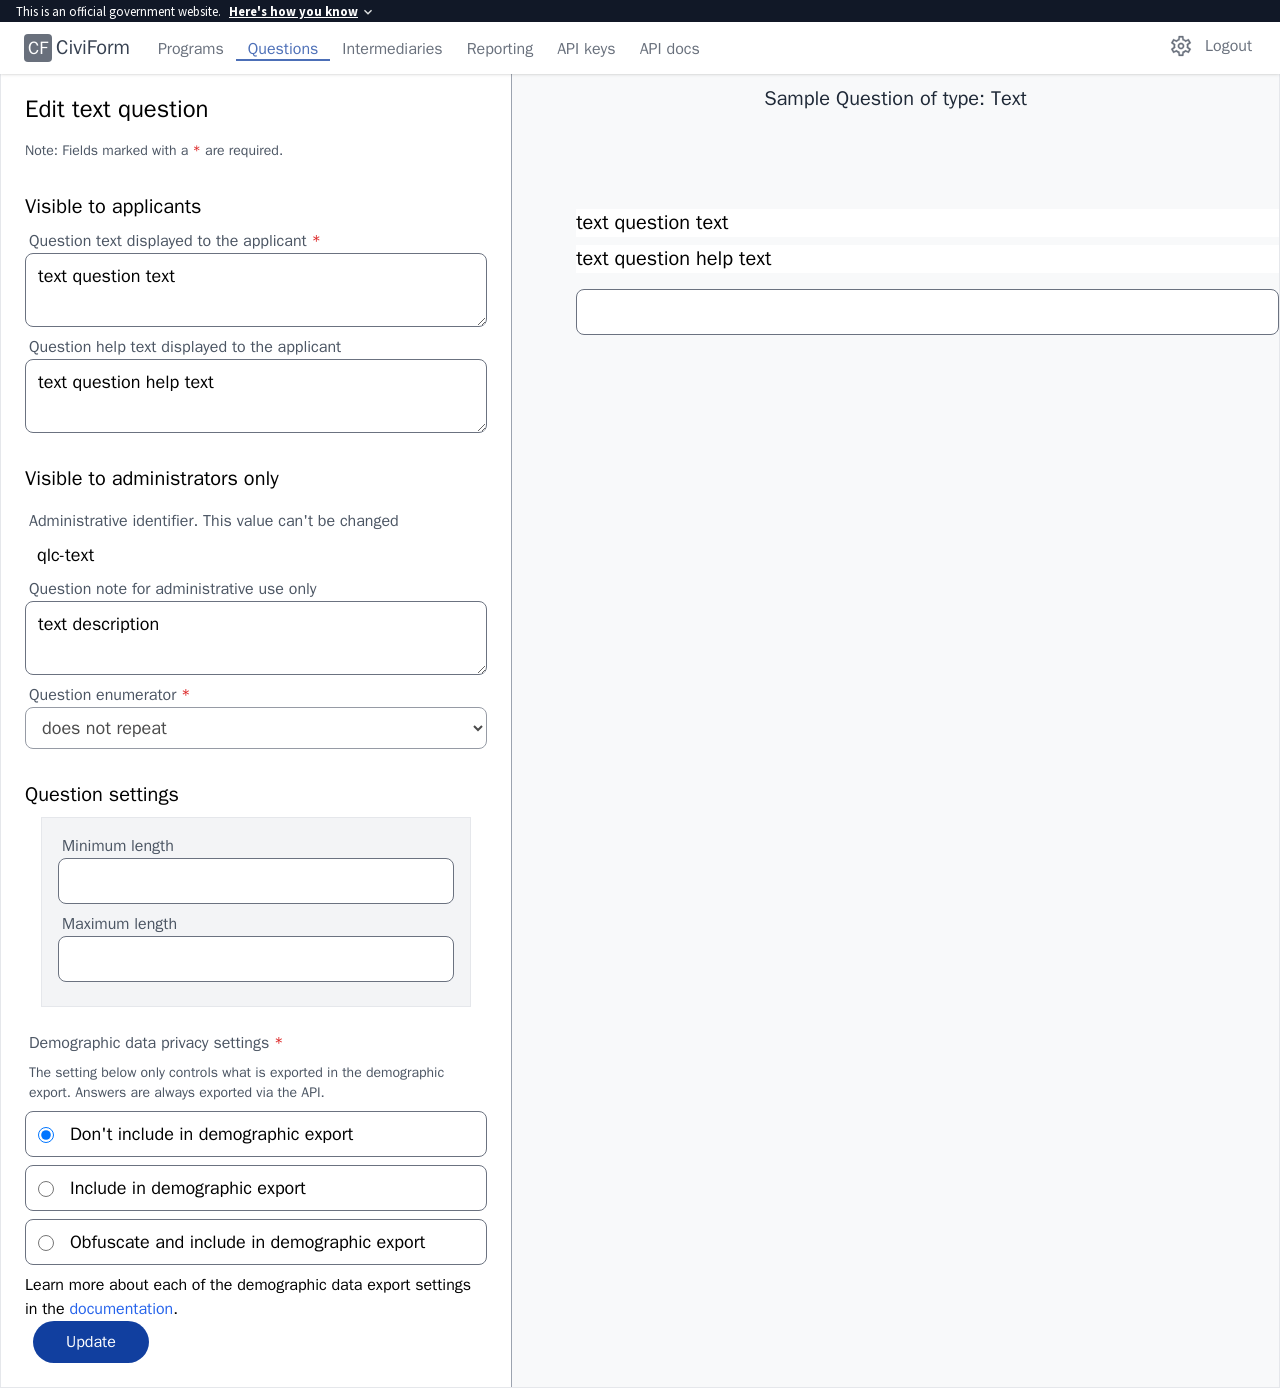 This is an official government website. Here's how you know
CF CiviForm Programs Questions Intermediaries Reporting API keys API docs Logout
Edit text question
Note: Fields marked with a * are required.
Visible to applicants
Question text displayed to the applicant *
text question text
Question help text displayed to the applicant
text question help text
Visible to administrators only
Administrative identifier. This value can't be changed
qlc-text
Question note for administrative use only
text description
Question enumerator *
does not repeat
Question settings
Minimum length
Maximum length
Demographic data privacy settings *
The setting below only controls what is exported in the demographic
export. Answers are always exported via the API.
Don't include in demographic export
Include in demographic export
Obfuscate and include in demographic export
Learn more about each of the demographic data export settings
in the documentation.
Update
Sample Question of type: Text
text question text
text question help text